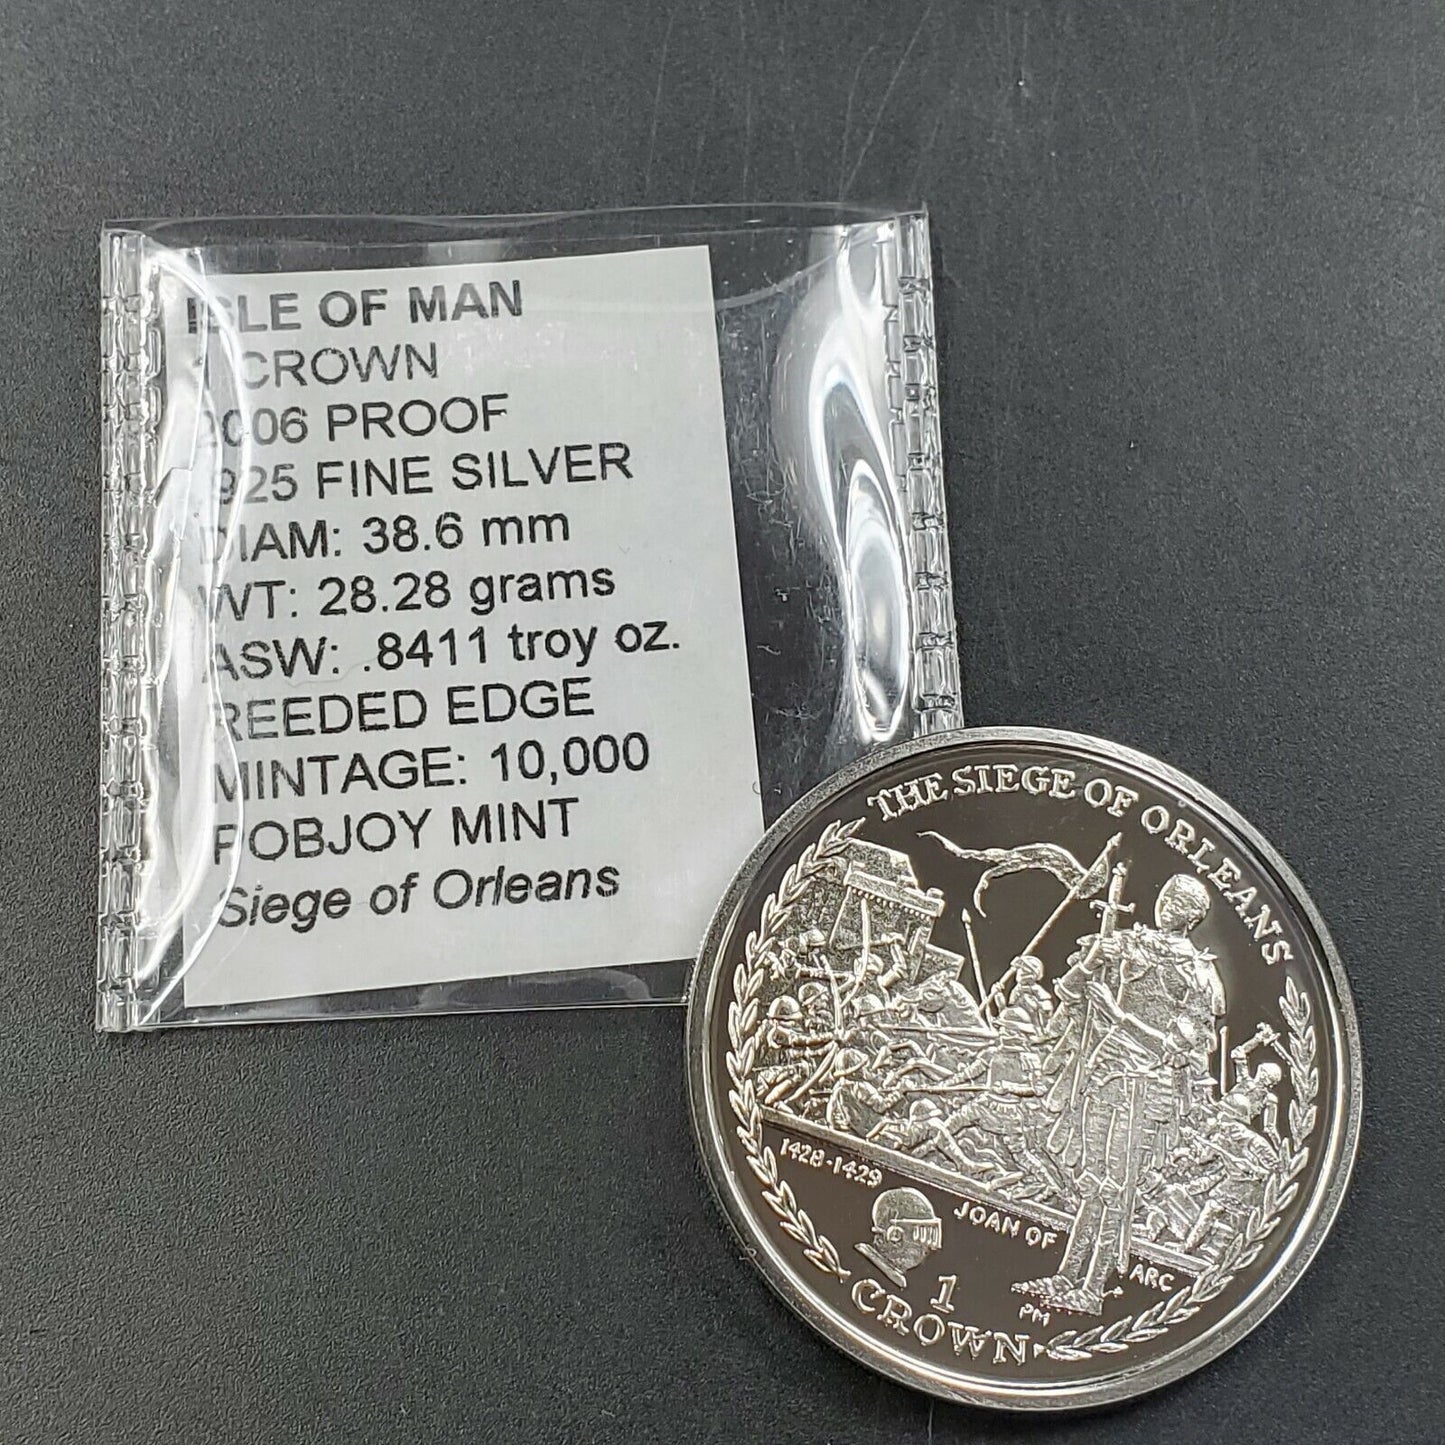 ISLE OF MAN
1 CROWN
2006 PROOF
.925 FINE SILVER
DIAM: 38.6 mm
WT: 28.28 grams
ASW: .8411 troy oz.
REEDED EDGE
MINTAGE: 10,000
POBJOY MINT
Siege of Orleans
THE SIEGE OF ORLEANS
1428-1429
JOAN OF ARC
PM
1
CROWN